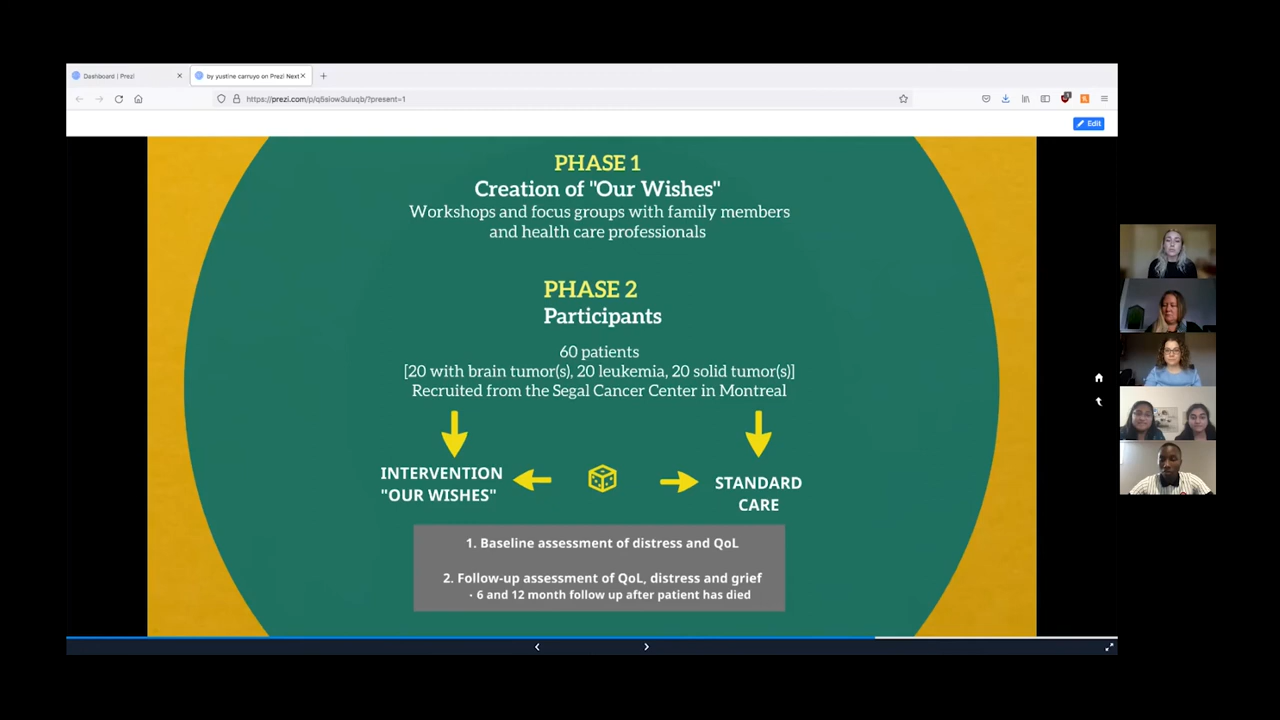 Dashboard | Prezi
by yustine carruyo on Prezi Next
https://prezi.com/p/q5siow3uiuqb/?present=1
Edit
PHASE 1
Creation of "Our Wishes"
Workshops and focus groups with family members
and health care professionals
PHASE 2
Participants
60 patients
[20 with brain tumor(s), 20 leukemia, 20 solid tumor(s)]
Recruited from the Segal Cancer Center in Montreal
INTERVENTION
"OUR WISHES"
STANDARD
CARE
1. Baseline assessment of distress and QoL
2. Follow-up assessment of QoL, distress and grief
· 6 and 12 month follow up after patient has died